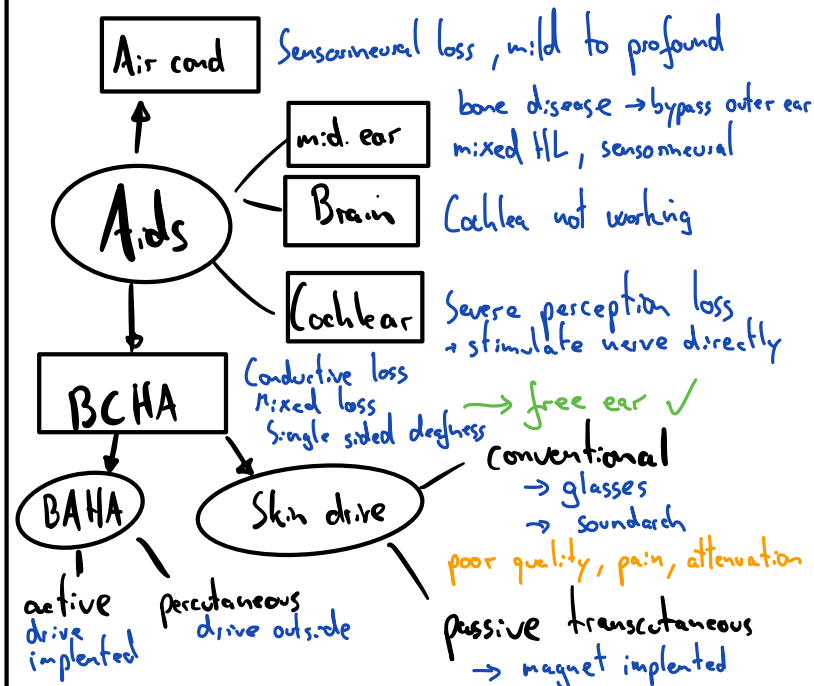 Air cond
Sensorineural loss, mild to profound
mid. ear
bone disease → bypass outer ear
mixed HL, sensorineural
Aids
Brain
Cochlea not working
Cochlear
Severe perception loss
→ stimulate nerve directly
BCHA
Conductive loss
Mixed loss
Single sided deafness
→ free ear ✓
BAHA
Skin drive
conventional
→ glasses
→ soundarch
poor quality, pain, attenuation
active
drive
implented
percutaneous
drive outside
passive transcutaneous
→ magnet implented